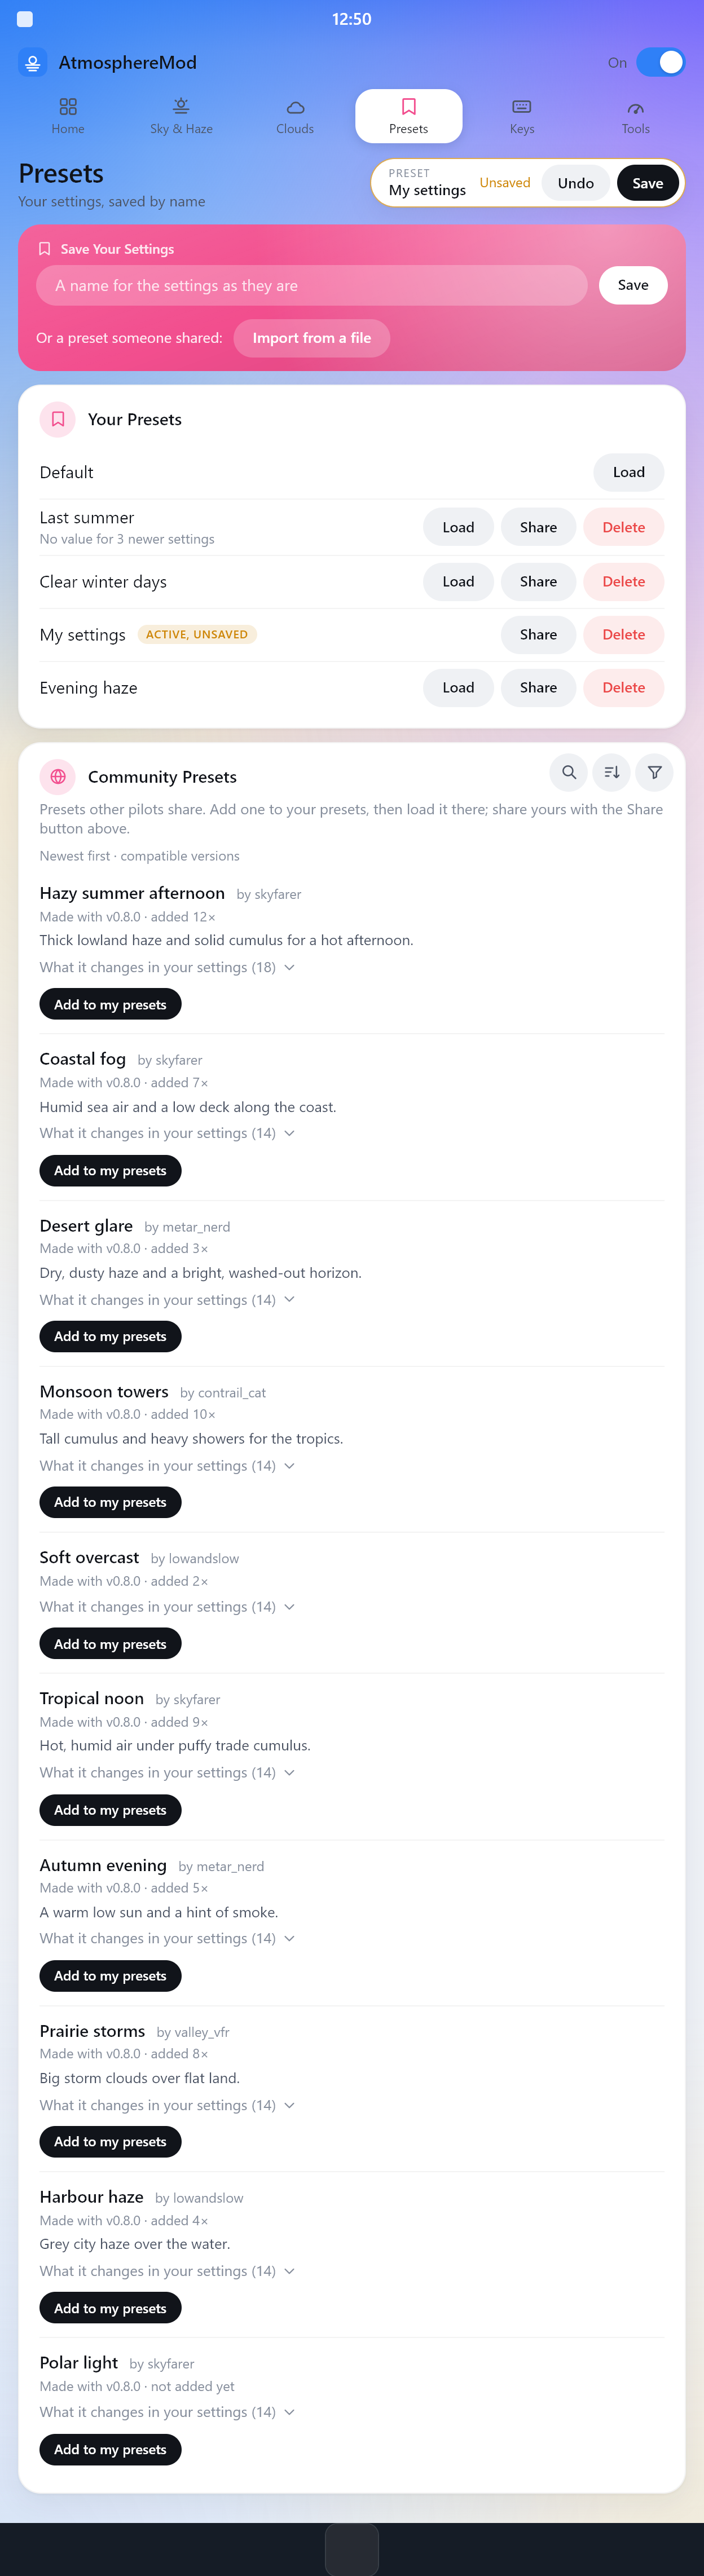 12:50
AtmosphereMod
On
Home
Sky & Haze
Clouds
Presets
Keys
Tools
Presets
Your settings, saved by name
PRESET
My settings
Unsaved
Undo
Save
Save Your Settings
A name for the settings as they are
Save
Or a preset someone shared:
Import from a file
Your Presets
Default
Load
Last summer
No value for 3 newer settings
Load
Share
Delete
Clear winter days
Load
Share
Delete
My settings
ACTIVE, UNSAVED
Share
Delete
Evening haze
Load
Share
Delete
Community Presets
Presets other pilots share. Add one to your presets, then load it there; share yours with the Share
button above.
Newest first · compatible versions
Hazy summer afternoon by skyfarer
Made with v0.8.0 · added 12×
Thick lowland haze and solid cumulus for a hot afternoon.
What it changes in your settings (18)
Add to my presets
Coastal fog by skyfarer
Made with v0.8.0 · added 7×
Humid sea air and a low deck along the coast.
What it changes in your settings (14)
Add to my presets
Desert glare by metar_nerd
Made with v0.8.0 · added 3×
Dry, dusty haze and a bright, washed-out horizon.
What it changes in your settings (14)
Add to my presets
Monsoon towers by contrail_cat
Made with v0.8.0 · added 10×
Tall cumulus and heavy showers for the tropics.
What it changes in your settings (14)
Add to my presets
Soft overcast by lowandslow
Made with v0.8.0 · added 2×
What it changes in your settings (14)
Add to my presets
Tropical noon by skyfarer
Made with v0.8.0 · added 9×
Hot, humid air under puffy trade cumulus.
What it changes in your settings (14)
Add to my presets
Autumn evening by metar_nerd
Made with v0.8.0 · added 5×
A warm low sun and a hint of smoke.
What it changes in your settings (14)
Add to my presets
Prairie storms by valley_vfr
Made with v0.8.0 · added 8×
Big storm clouds over flat land.
What it changes in your settings (14)
Add to my presets
Harbour haze by lowandslow
Made with v0.8.0 · added 4×
Grey city haze over the water.
What it changes in your settings (14)
Add to my presets
Polar light by skyfarer
Made with v0.8.0 · not added yet
What it changes in your settings (14)
Add to my presets